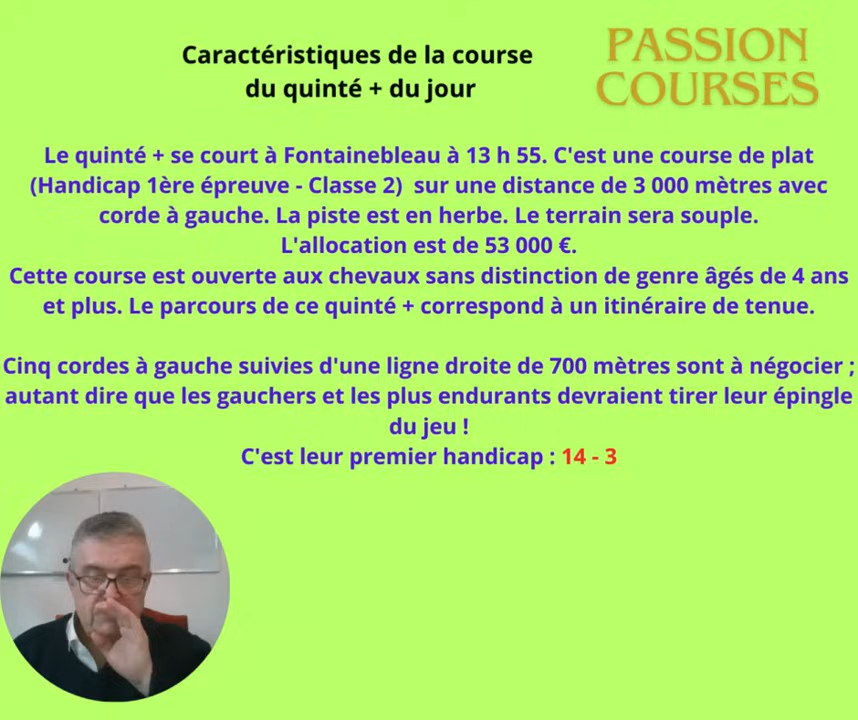 Caractéristiques de la course
du quinté + du jour
PASSION
COURSES
Le quinté + se court à Fontainebleau à 13 h 55. C'est une course de plat
(Handicap 1ère épreuve - Classe 2) sur une distance de 3 000 mètres avec
corde à gauche. La piste est en herbe. Le terrain sera souple.
L'allocation est de 53 000 €.
Cette course est ouverte aux chevaux sans distinction de genre âgés de 4 ans
et plus. Le parcours de ce quinté + correspond à un itinéraire de tenue.
Cinq cordes à gauche suivies d'une ligne droite de 700 mètres sont à négocier ;
autant dire que les gauchers et les plus endurants devraient tirer leur épingle
du jeu !
C'est leur premier handicap : 14 - 3